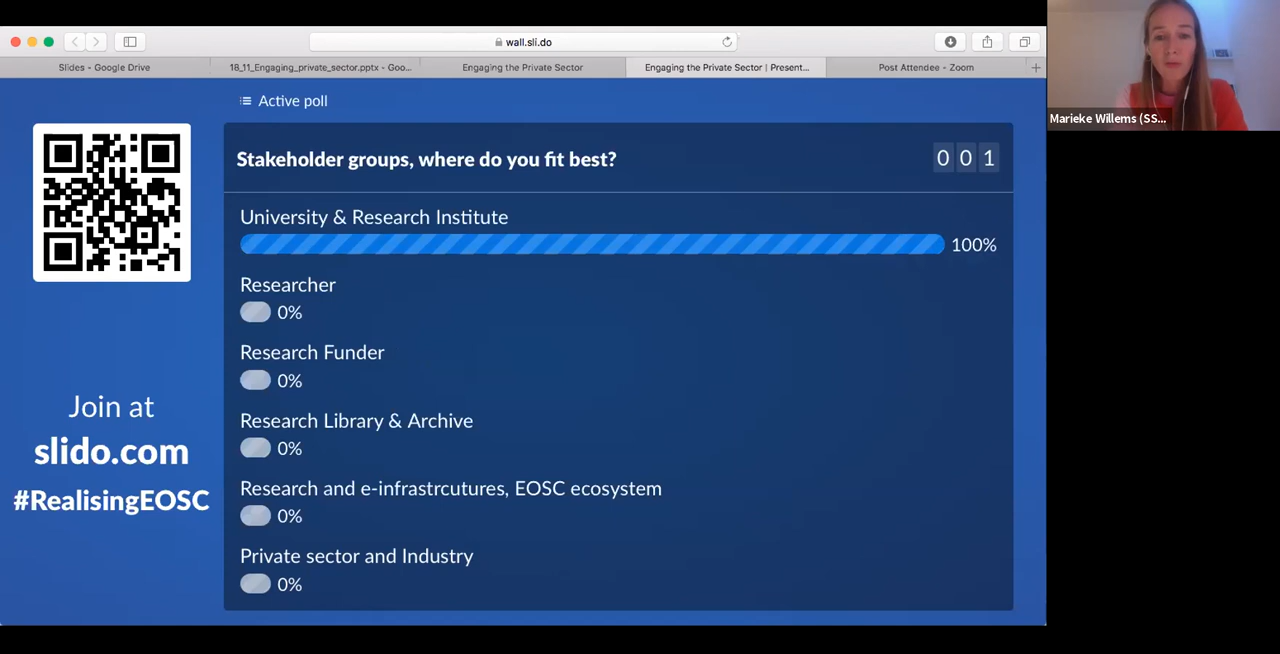 wall.sli.do
Slides - Google Drive
18_11_Engaging_private_sector.pptx - Goo...
Engaging the Private Sector
Engaging the Private Sector | Present...
Post Attendee - Zoom
Marieke Willems (SS...
Active poll
Stakeholder groups, where do you fit best?
001
University & Research Institute
100%
Researcher
0%
Research Funder
0%
Research Library & Archive
0%
Research and e-infrastrcutures, EOSC ecosystem
0%
Private sector and Industry
0%
Join at
slido.com
#RealisingEOSC